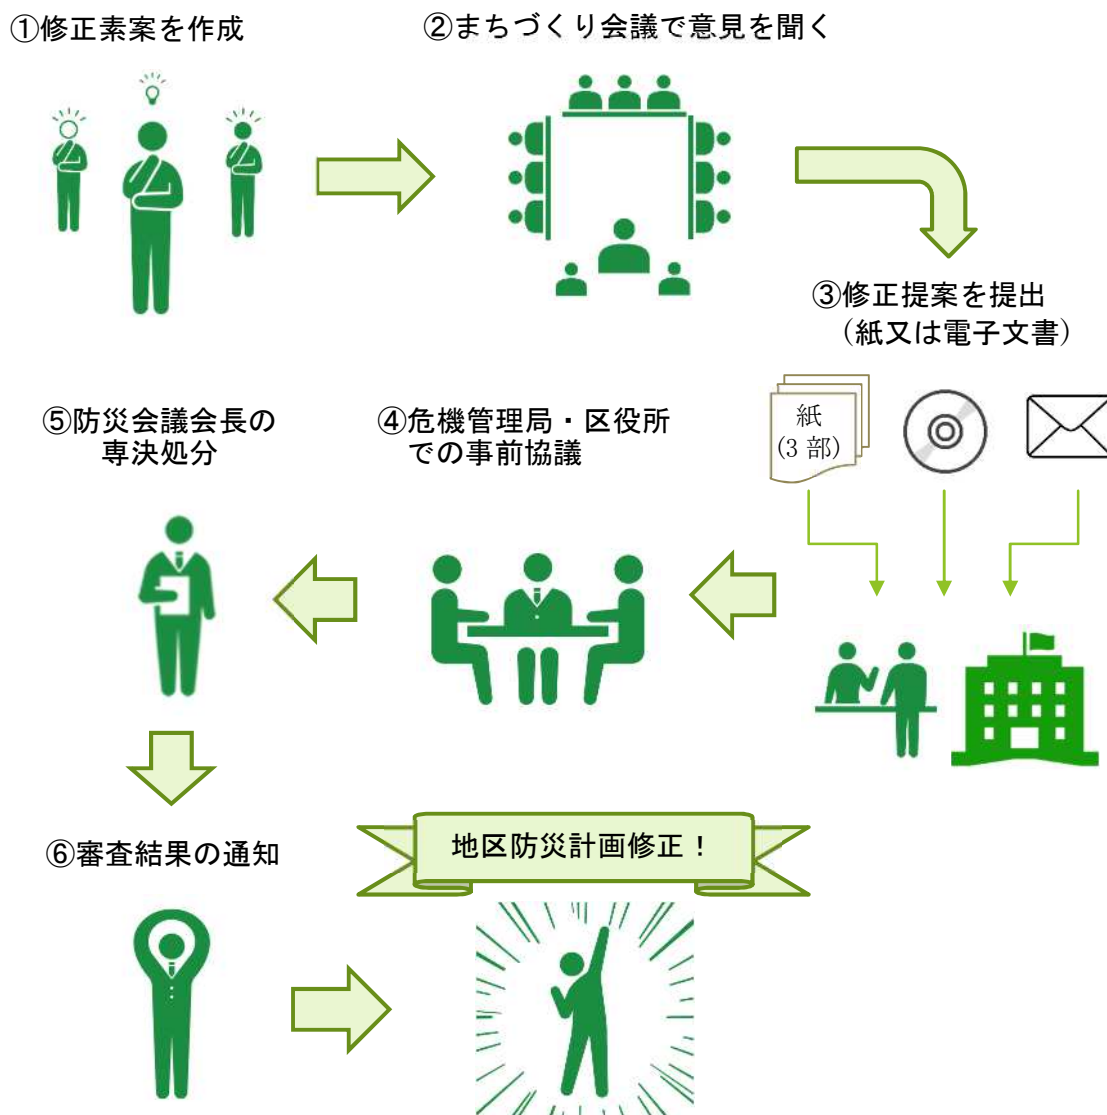 ①修正素案を作成
②まちづくり会議で意見を聞く
③修正提案を提出
（紙又は電子文書）
紙
(3 部)
④危機管理局・区役所
での事前協議
⑤防災会議会長の
専決処分
⑥審査結果の通知
地区防災計画修正！